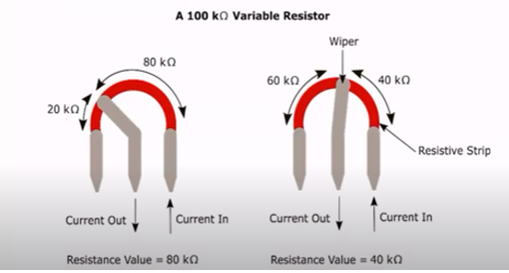 A 100 kΩ Variable Resistor
Wiper
80 kΩ
20 kΩ
60 kΩ
40 kΩ
Resistive Strip
Current Out
Current In
Current Out
Current In
Resistance Value = 80 kΩ
Resistance Value = 40 kΩ